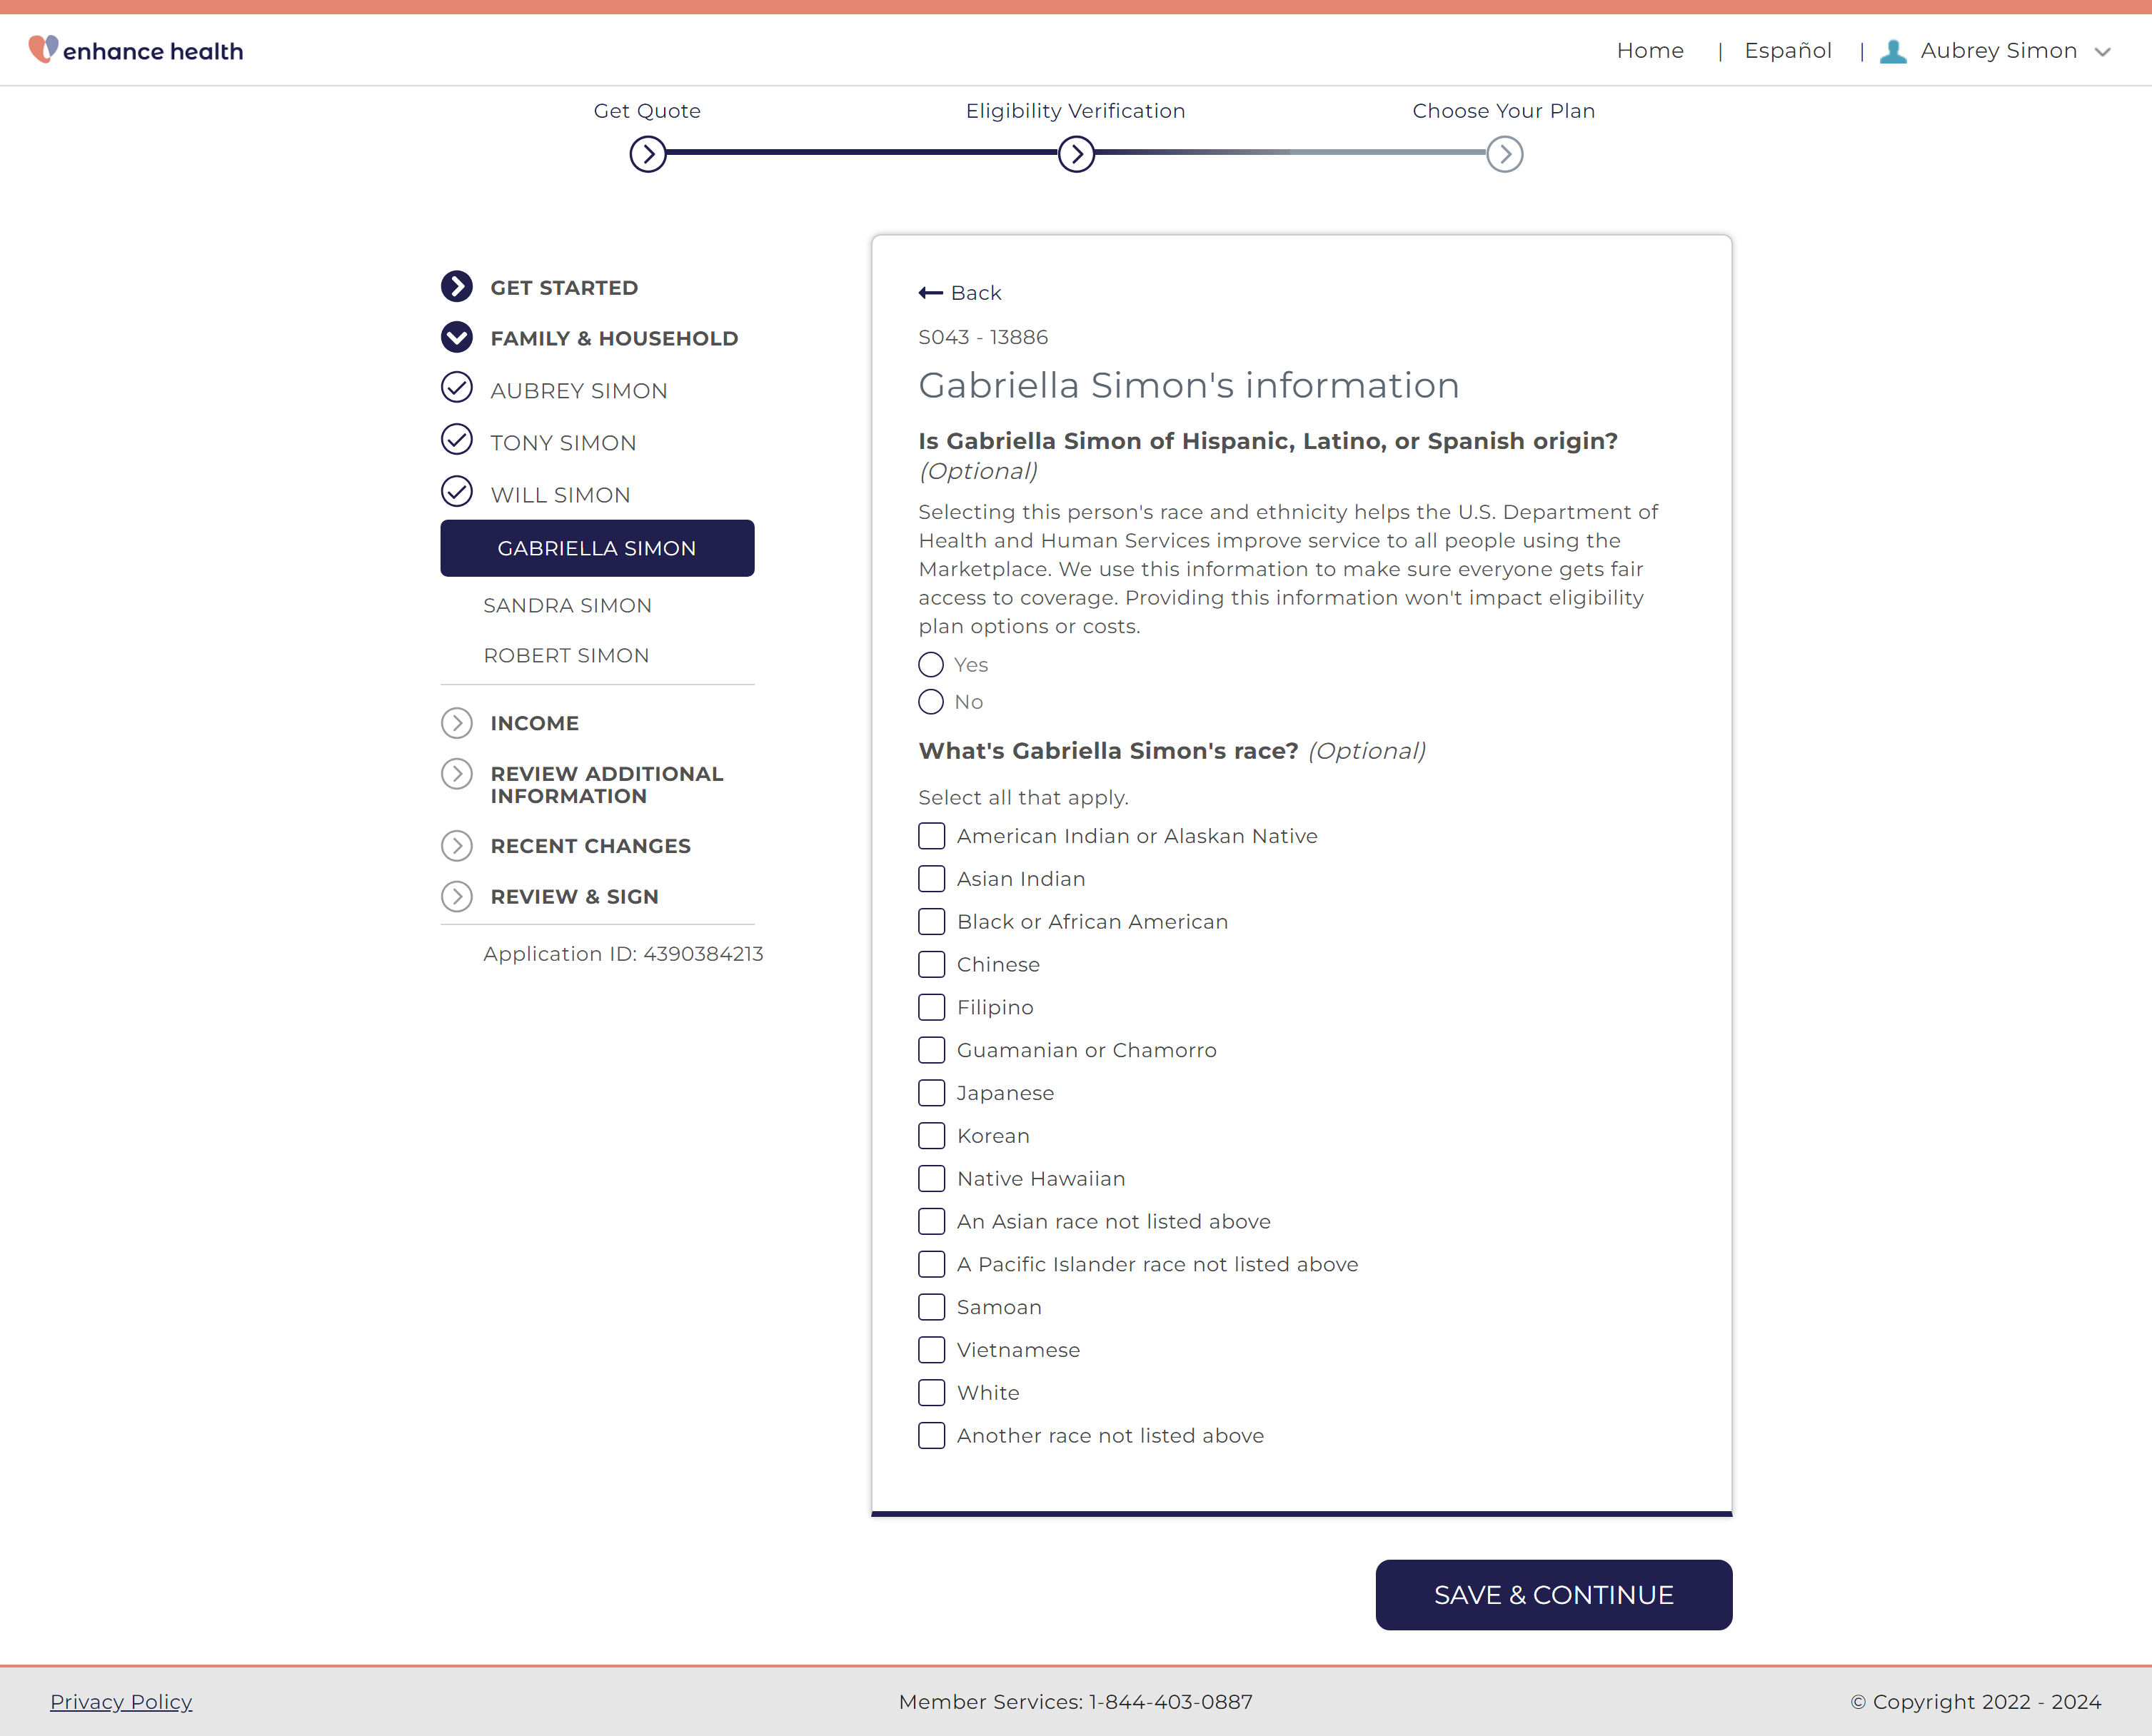 enhance health
Home | Español | Aubrey Simon
Get Quote
Eligibility Verification
Choose Your Plan
GET STARTED
FAMILY & HOUSEHOLD
AUBREY SIMON
TONY SIMON
WILL SIMON
GABRIELLA SIMON
SANDRA SIMON
ROBERT SIMON
INCOME
REVIEW ADDITIONAL
INFORMATION
RECENT CHANGES
REVIEW & SIGN
Application ID: 4390384213
Back
S043 - 13886
Gabriella Simon's information
Is Gabriella Simon of Hispanic, Latino, or Spanish origin?
(Optional)
Selecting this person's race and ethnicity helps the U.S. Department of
Health and Human Services improve service to all people using the
Marketplace. We use this information to make sure everyone gets fair
access to coverage. Providing this information won't impact eligibility
plan options or costs.
Yes
No
What's Gabriella Simon's race? (Optional)
Select all that apply.
American Indian or Alaskan Native
Asian Indian
Black or African American
Chinese
Filipino
Guamanian or Chamorro
Japanese
Korean
Native Hawaiian
An Asian race not listed above
A Pacific Islander race not listed above
Samoan
Vietnamese
White
Another race not listed above
SAVE & CONTINUE
Privacy Policy
Member Services: 1-844-403-0887
© Copyright 2022 - 2024